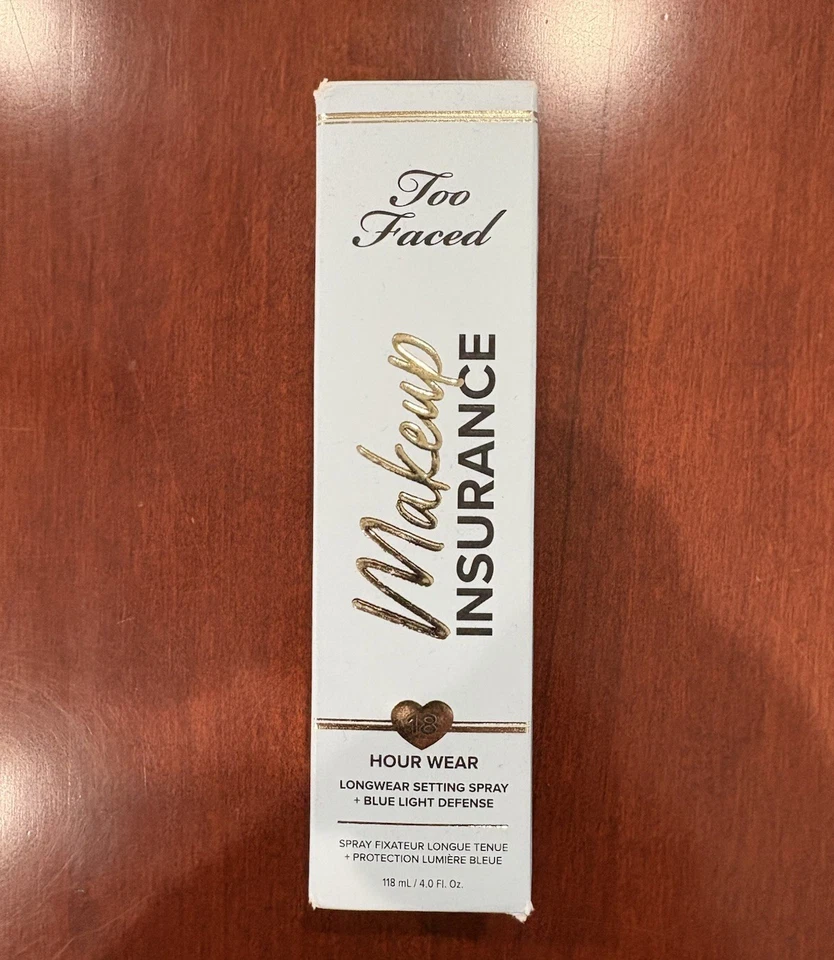 Too
Faced
Makeup
INSURANCE
18
HOUR WEAR
LONGWEAR SETTING SPRAY
+ BLUE LIGHT DEFENSE
SPRAY FIXATEUR LONGUE TENUE
+ PROTECTION LUMIÈRE BLEUE
118 mL / 4.0 Fl. Oz.